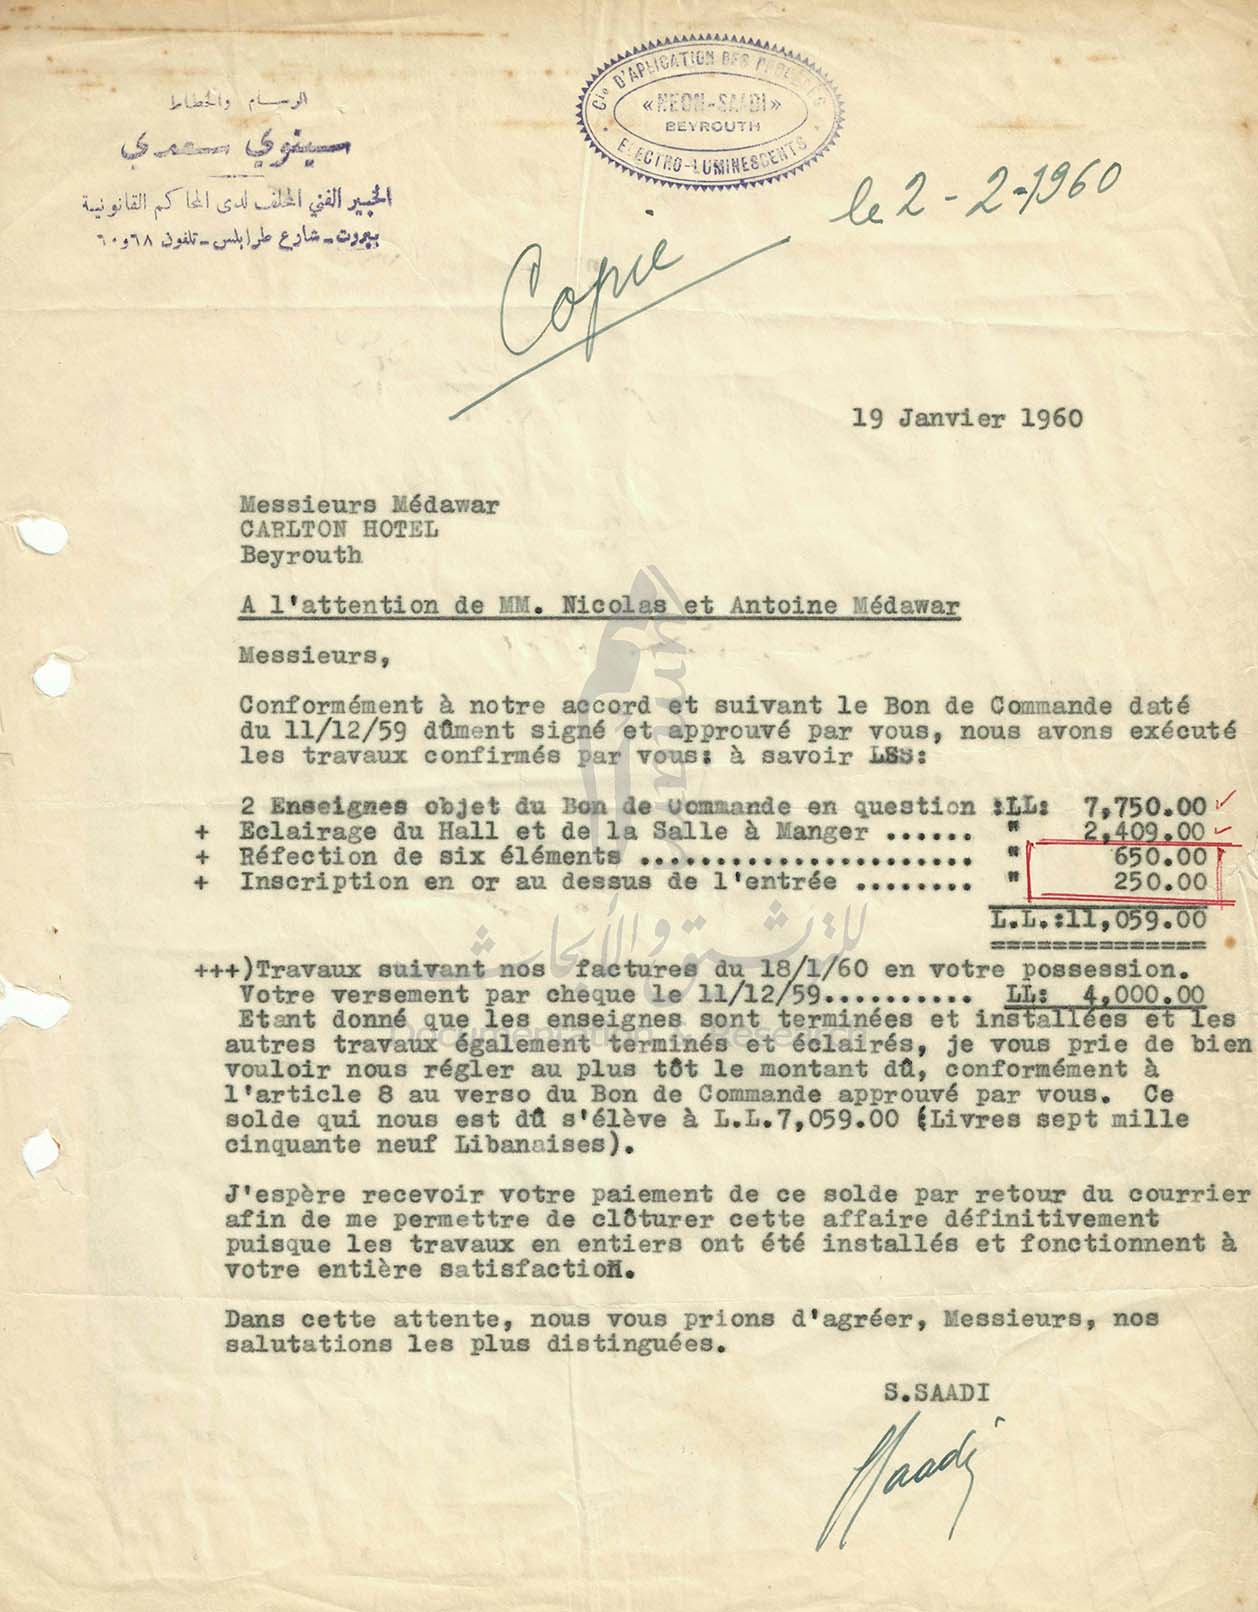 الرسام والخطاط
سينوي سعدي
الخبير الفني المحلف لدى المحاكم القانونية
بيروت - شارع طرابلس - تلفون ٦٨ و ٦٠
Cie D'APLICATION DES PROCEDES
«NEON-SAADI»
BEYROUTH
ELECTRO-LUMINESCENTS
le 2-2-1960
Copie
19 Janvier 1960
Messieurs Médawar
CARLTON HOTEL
Beyrouth
A l'attention de MM. Nicolas et Antoine Médawar
Messieurs,
Conformément à notre accord et suivant le Bon de Commande daté
du 11/12/59 dûment signé et approuvé par vous, nous avons exécuté
les travaux confirmés par vous: à savoir LES:
2 Enseignes objet du Bon de Commande en question :LL: 7,750.00
+ Eclairage du Hall et de la Salle à Manger ...... " 2,409.00
+ Réfection de six éléments ...................... " 650.00
+ Inscription en or au dessus de l'entrée ........ " 250.00
L.L.:11,059.00
==============
+++)Travaux suivant nos factures du 18/1/60 en votre possession.
Votre versement par cheque le 11/12/59.......... LL: 4,000.00
Etant donné que les enseignes sont terminées et installées et les
autres travaux également terminés et éclairés, je vous prie de bien
vouloir nous régler au plus tôt le montant dû, conformément à
l'article 8 au verso du Bon de Commande approuvé par vous. Ce
solde qui nous est dû s'élève à L.L.7,059.00 (Livres sept mille
cinquante neuf Libanaises).
J'espère recevoir votre paiement de ce solde par retour du courrier
afin de me permettre de clôturer cette affaire définitivement
puisque les travaux en entiers ont été installés et fonctionnent à
votre entière satisfaction.
Dans cette attente, nous vous prions d'agréer, Messieurs, nos
salutations les plus distinguées.
S.SAADI
SSaadi
للتوثيق والأبحاث
Documentation & Research